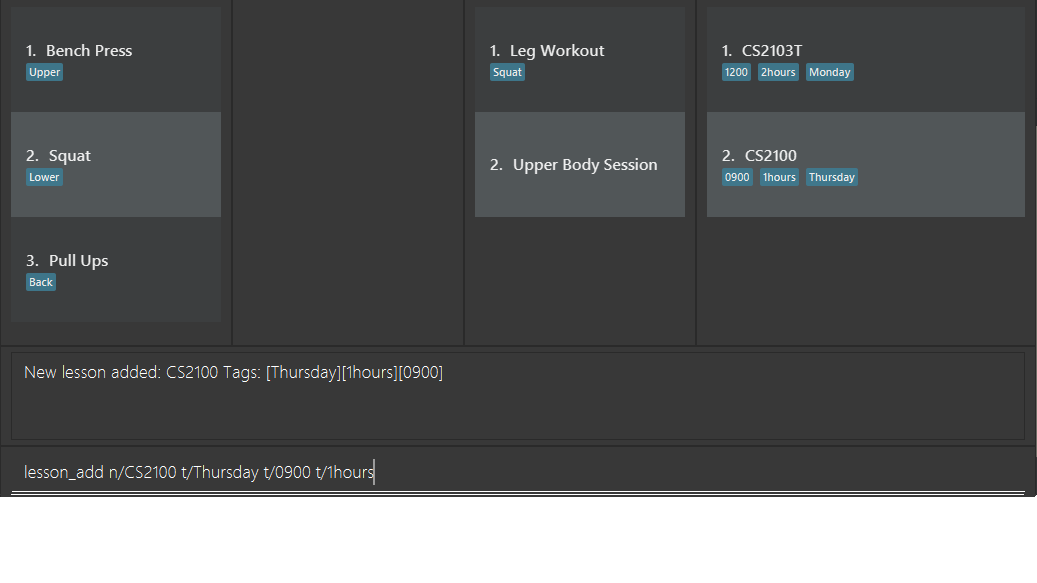 1. Bench Press
Upper
2. Squat
Lower
3. Pull Ups
Back
1. Leg Workout
Squat
2. Upper Body Session
1. CS2103T
1200 2hours Monday
2. CS2100
0900 1hours Thursday
New lesson added: CS2100 Tags: [Thursday][1hours][0900]
lesson_add n/CS2100 t/Thursday t/0900 t/1hours